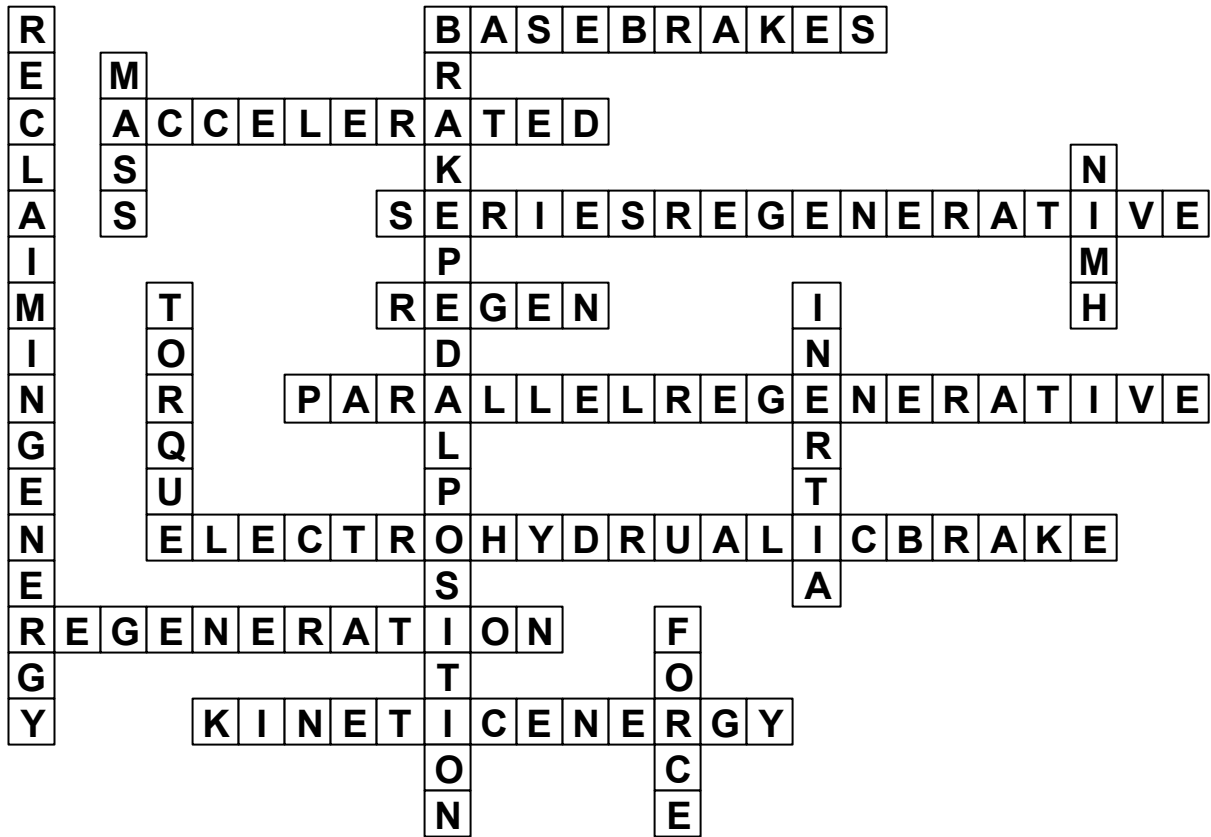 RECLAIMINGENERGY
BASEBRAKES
BRAKEPEDALPOSITION
MASS
ACCELERATED
NIMH
SERIESREGENERATIVE
TORQUE
REGEN
INERTIA
PARALLELREGENERATIVE
ELECTROHYDRUALICBRAKE
REGENERATION
FORCE
KINETICENERGY